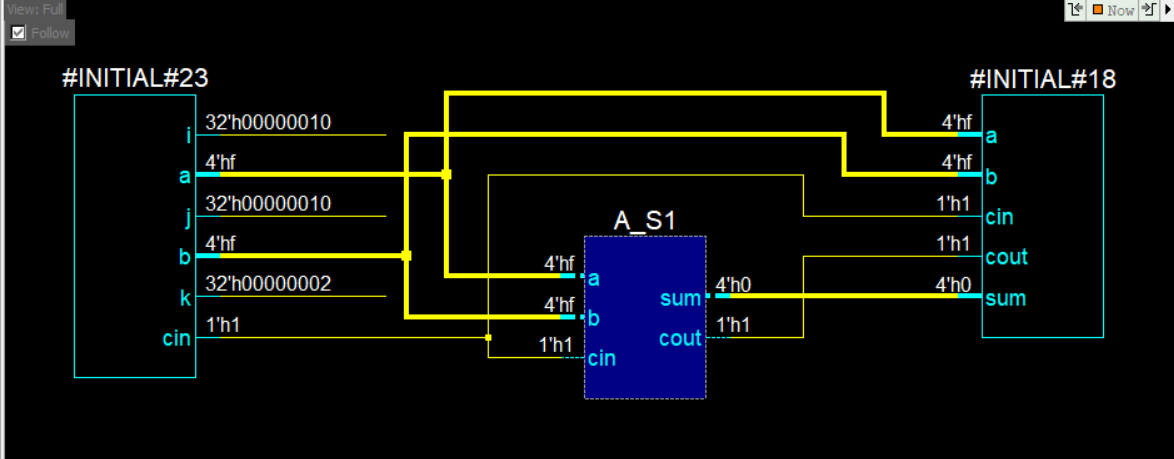 View: Full
Now
Follow
#INITIAL#23
#INITIAL#18
i 32'h00000010
a 4'hf
j 32'h00000010
b 4'hf
k 32'h00000002
cin 1'h1
A_S1
4'hf a
4'hf b
1'h1 cin
sum 4'h0
cout 1'h1
4'hf a
4'hf b
1'h1 cin
1'h1 cout
4'h0 sum